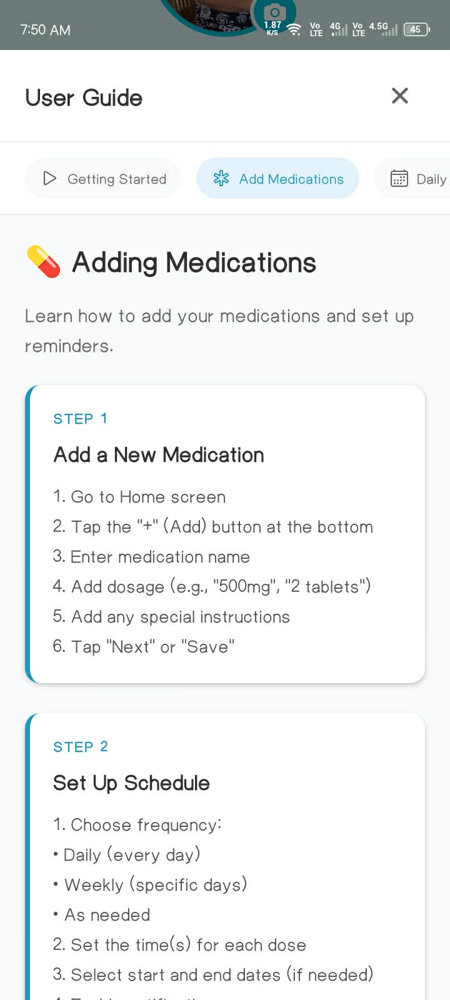 7:50 AM 1.87 K/S Vo LTE 4G Vo LTE 4.5G 45
User Guide
Getting Started Add Medications Daily
Adding Medications
Learn how to add your medications and set up
reminders.
STEP 1
Add a New Medication
1. Go to Home screen
2. Tap the "+" (Add) button at the bottom
3. Enter medication name
4. Add dosage (e.g., "500mg", "2 tablets")
5. Add any special instructions
6. Tap "Next" or "Save"
STEP 2
Set Up Schedule
1. Choose frequency:
• Daily (every day)
• Weekly (specific days)
• As needed
2. Set the time(s) for each dose
3. Select start and end dates (if needed)